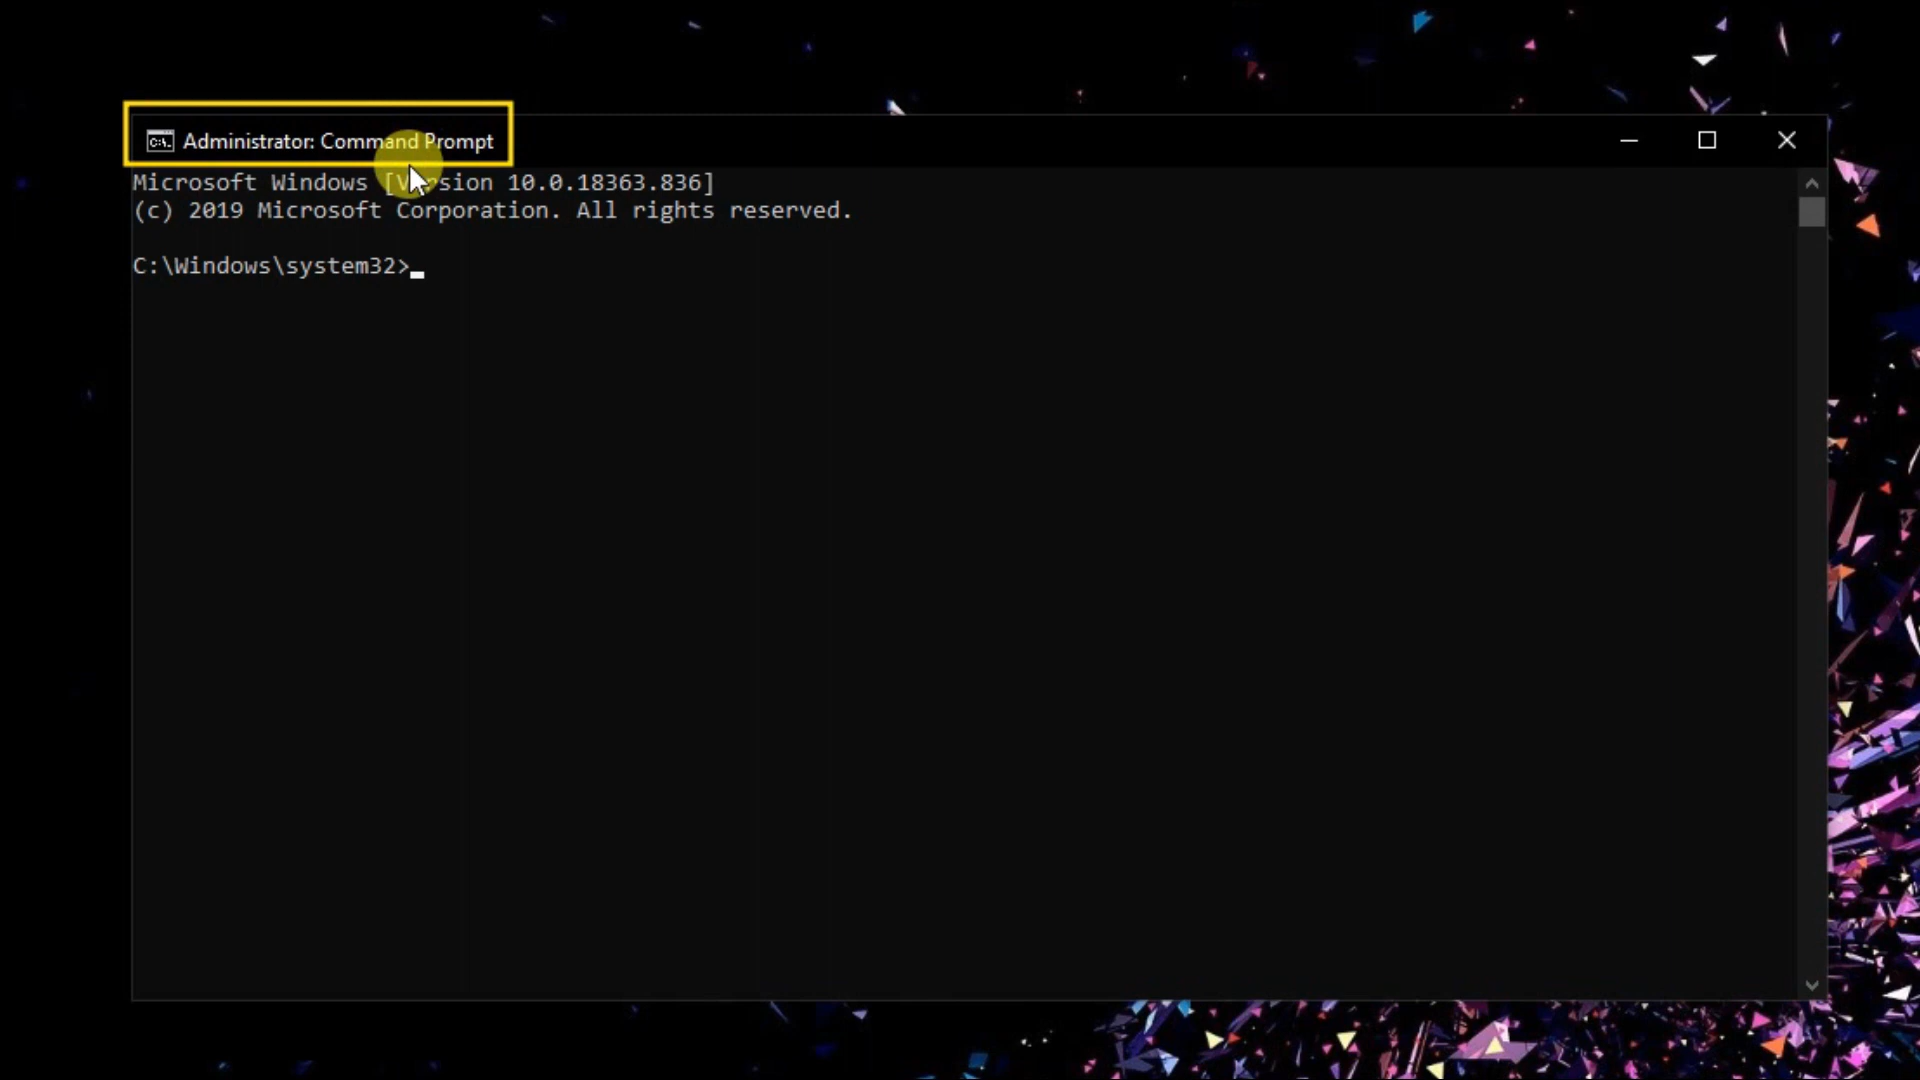 Administrator: Command Prompt
Microsoft Windows [Version 10.0.18363.836]
(c) 2019 Microsoft Corporation. All rights reserved.
C:\Windows\system32>